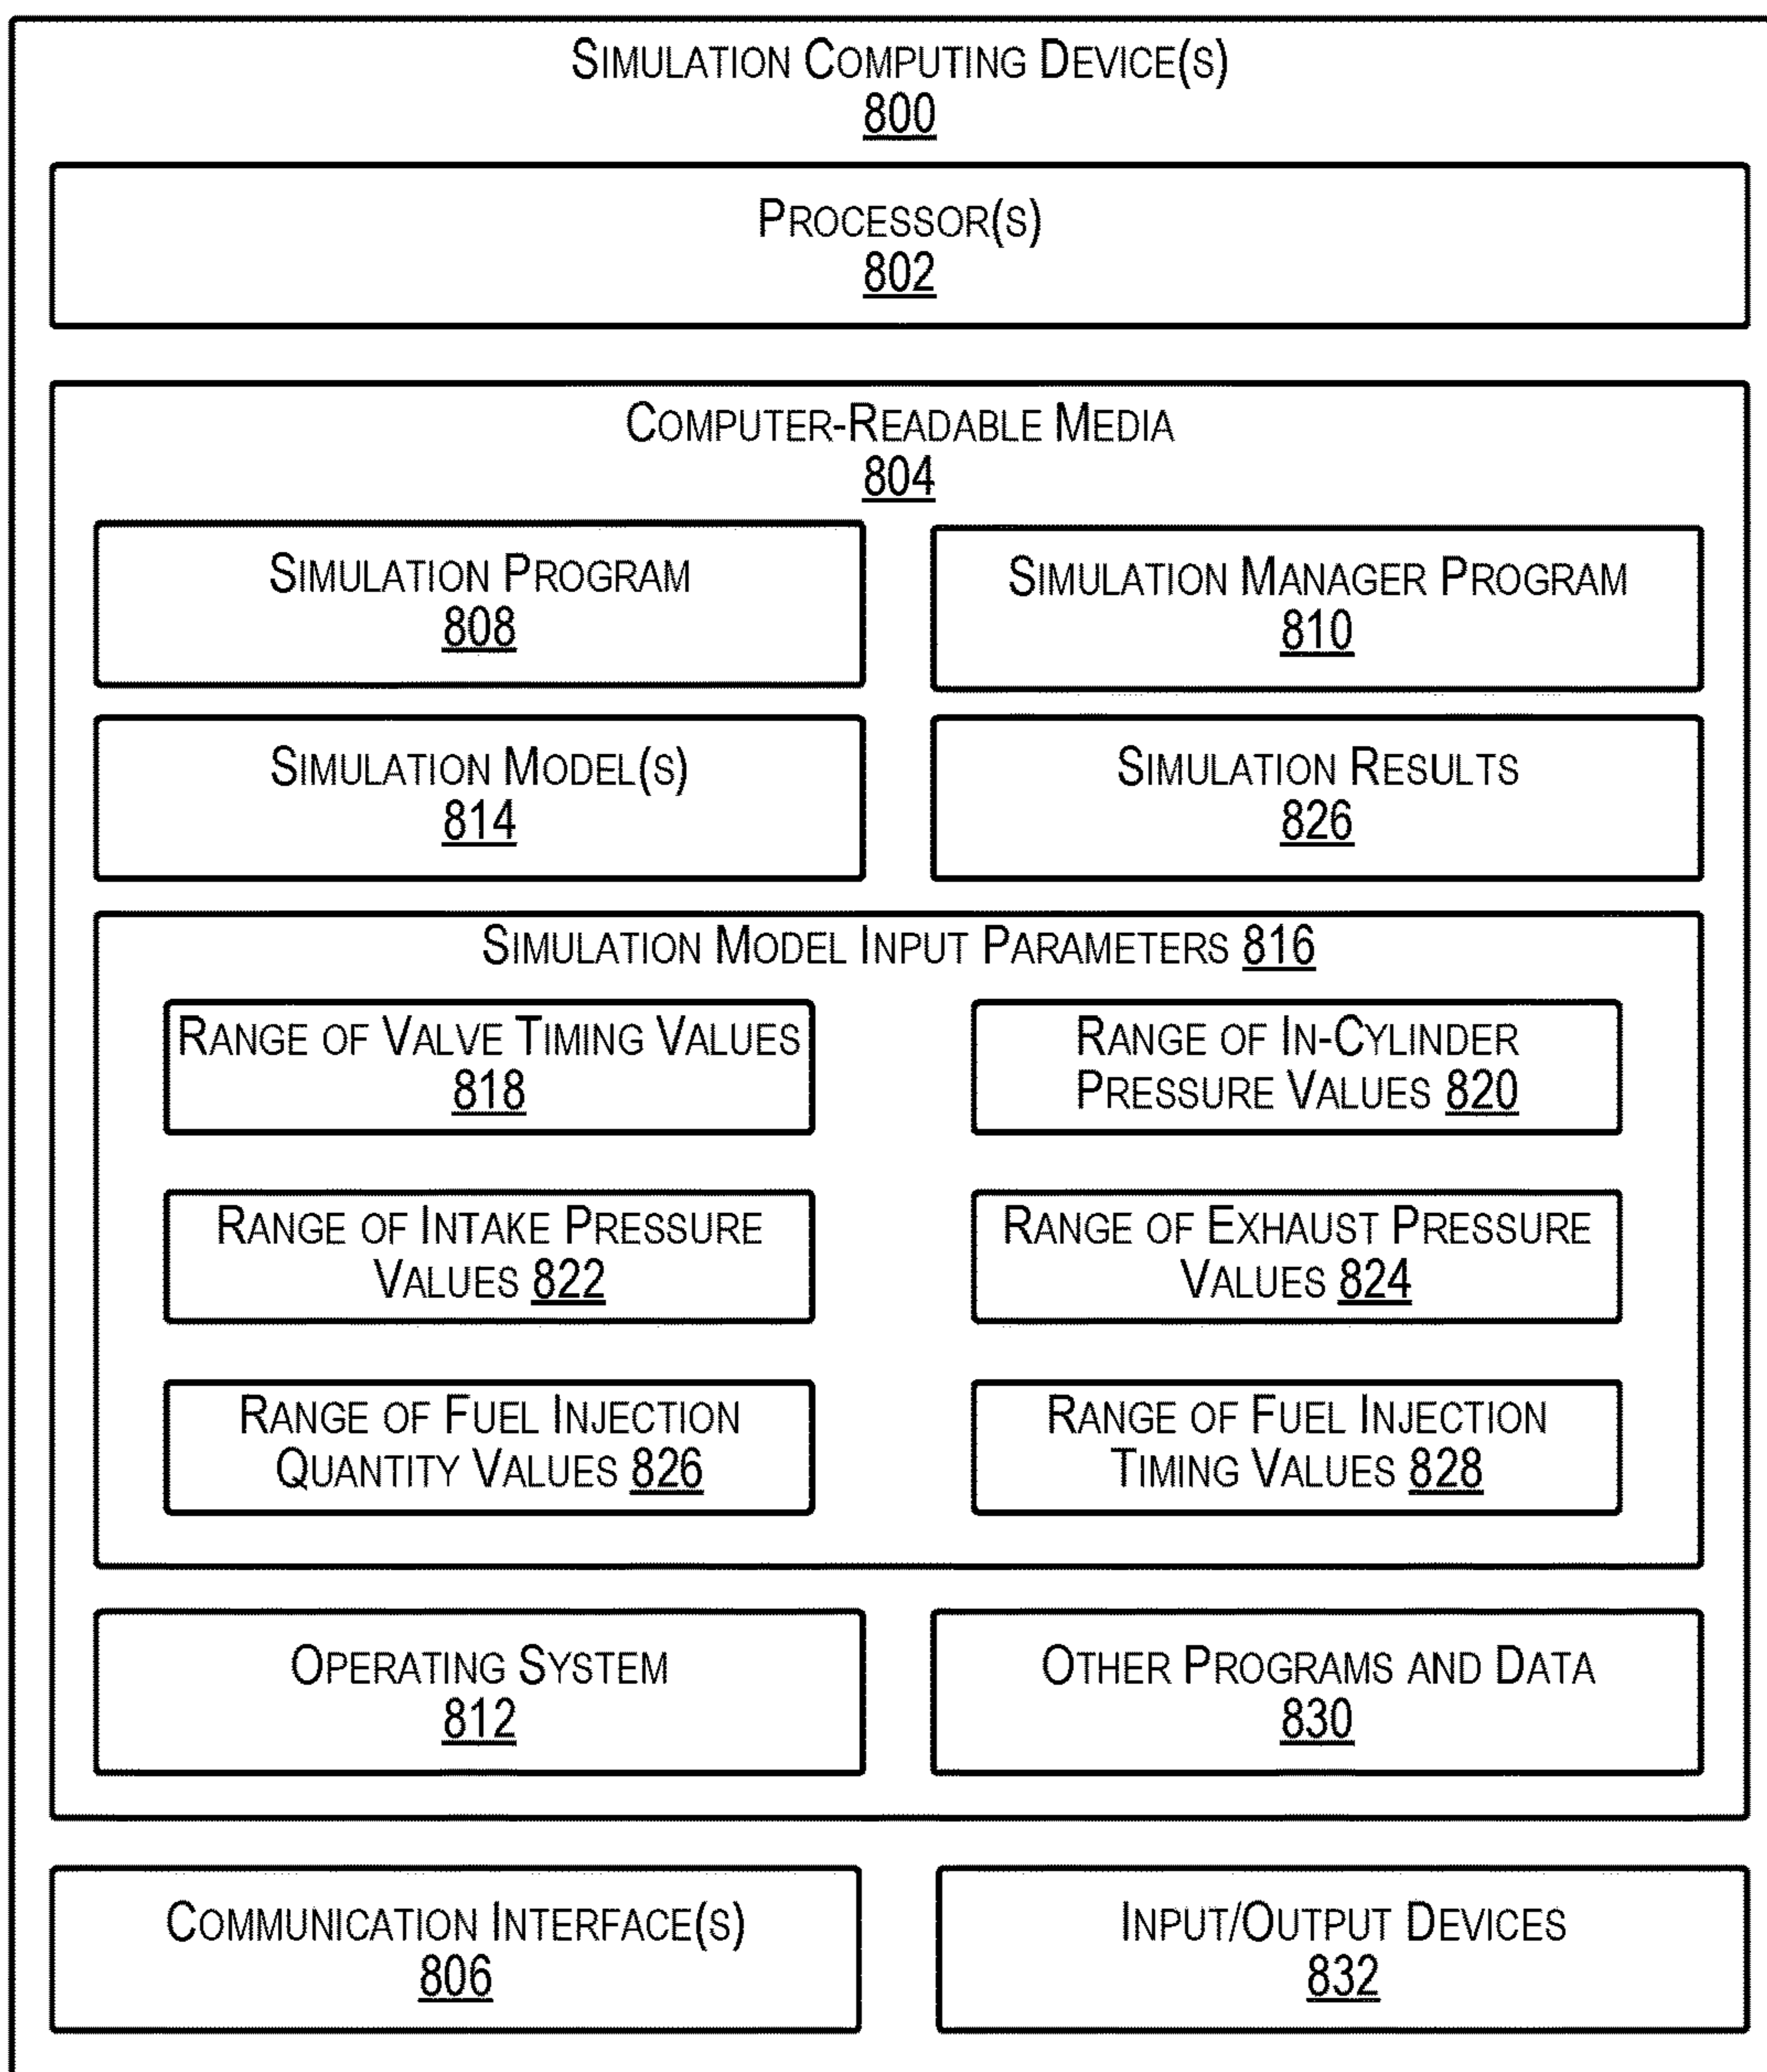 SIMULATION COMPUTING DEVICE(S)
800
PROCESSOR(S)
802
COMPUTER-READABLE MEDIA
804
SIMULATION PROGRAM
808
SIMULATION MANAGER PROGRAM
810
SIMULATION MODEL(S)
814
SIMULATION RESULTS
826
SIMULATION MODEL INPUT PARAMETERS 816
RANGE OF VALVE TIMING VALUES
818
RANGE OF IN-CYLINDER
PRESSURE VALUES 820
RANGE OF INTAKE PRESSURE
VALUES 822
RANGE OF EXHAUST PRESSURE
VALUES 824
RANGE OF FUEL INJECTION
QUANTITY VALUES 826
RANGE OF FUEL INJECTION
TIMING VALUES 828
OPERATING SYSTEM
812
OTHER PROGRAMS AND DATA
830
COMMUNICATION INTERFACE(S)
806
INPUT/OUTPUT DEVICES
832